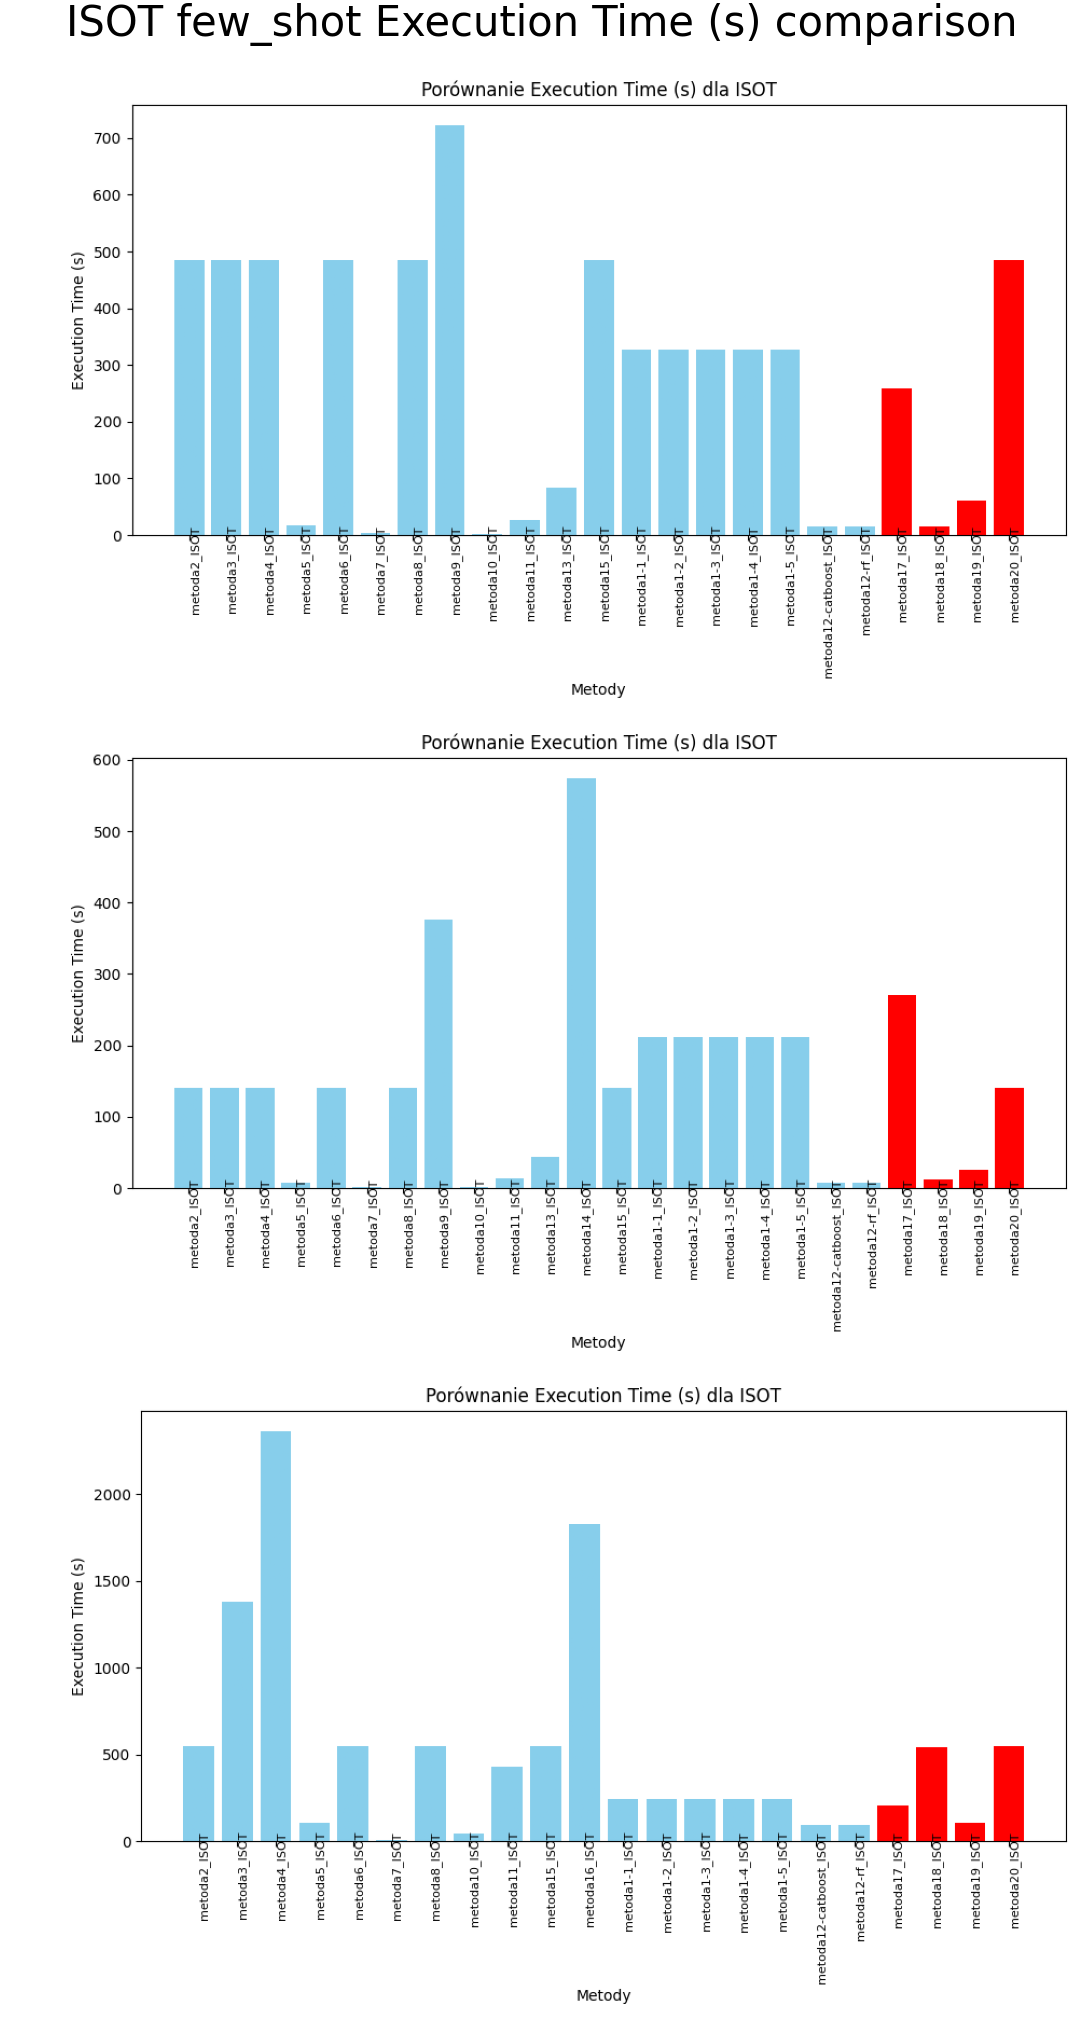 ISOT few_shot Execution Time (s) comparison
Porównanie Execution Time (s) dla ISOT
700
600
500
400
300
200
100
0
Execution Time (s)
metoda2_ISOT
metoda3_ISOT
metoda4_ISOT
metoda5_ISOT
metoda6_ISOT
metoda7_ISOT
metoda8_ISOT
metoda9_ISOT
metoda10_ISOT
metoda11_ISOT
metoda13_ISOT
metoda15_ISOT
metoda1-1_ISOT
metoda1-2_ISOT
metoda1-3_ISOT
metoda1-4_ISOT
metoda1-5_ISOT
metoda12-catboost_ISOT
metoda12-rf_ISOT
metoda17_ISOT
metoda18_ISOT
metoda19_ISOT
metoda20_ISOT
Metody
Porównanie Execution Time (s) dla ISOT
600
500
400
300
200
100
0
Execution Time (s)
metoda2_ISOT
metoda3_ISOT
metoda4_ISOT
metoda5_ISOT
metoda6_ISOT
metoda7_ISOT
metoda8_ISOT
metoda9_ISOT
metoda10_ISOT
metoda11_ISOT
metoda13_ISOT
metoda14_ISOT
metoda15_ISOT
metoda1-1_ISOT
metoda1-2_ISOT
metoda1-3_ISOT
metoda1-4_ISOT
metoda1-5_ISOT
metoda12-catboost_ISOT
metoda12-rf_ISOT
metoda17_ISOT
metoda18_ISOT
metoda19_ISOT
metoda20_ISOT
Metody
Porównanie Execution Time (s) dla ISOT
2000
1500
1000
500
0
Execution Time (s)
metoda2_ISOT
metoda3_ISOT
metoda4_ISOT
metoda5_ISOT
metoda6_ISOT
metoda7_ISOT
metoda8_ISOT
metoda10_ISOT
metoda11_ISOT
metoda15_ISOT
metoda16_ISOT
metoda1-1_ISOT
metoda1-2_ISOT
metoda1-3_ISOT
metoda1-4_ISOT
metoda1-5_ISOT
metoda12-catboost_ISOT
metoda12-rf_ISOT
metoda17_ISOT
metoda18_ISOT
metoda19_ISOT
metoda20_ISOT
Metody